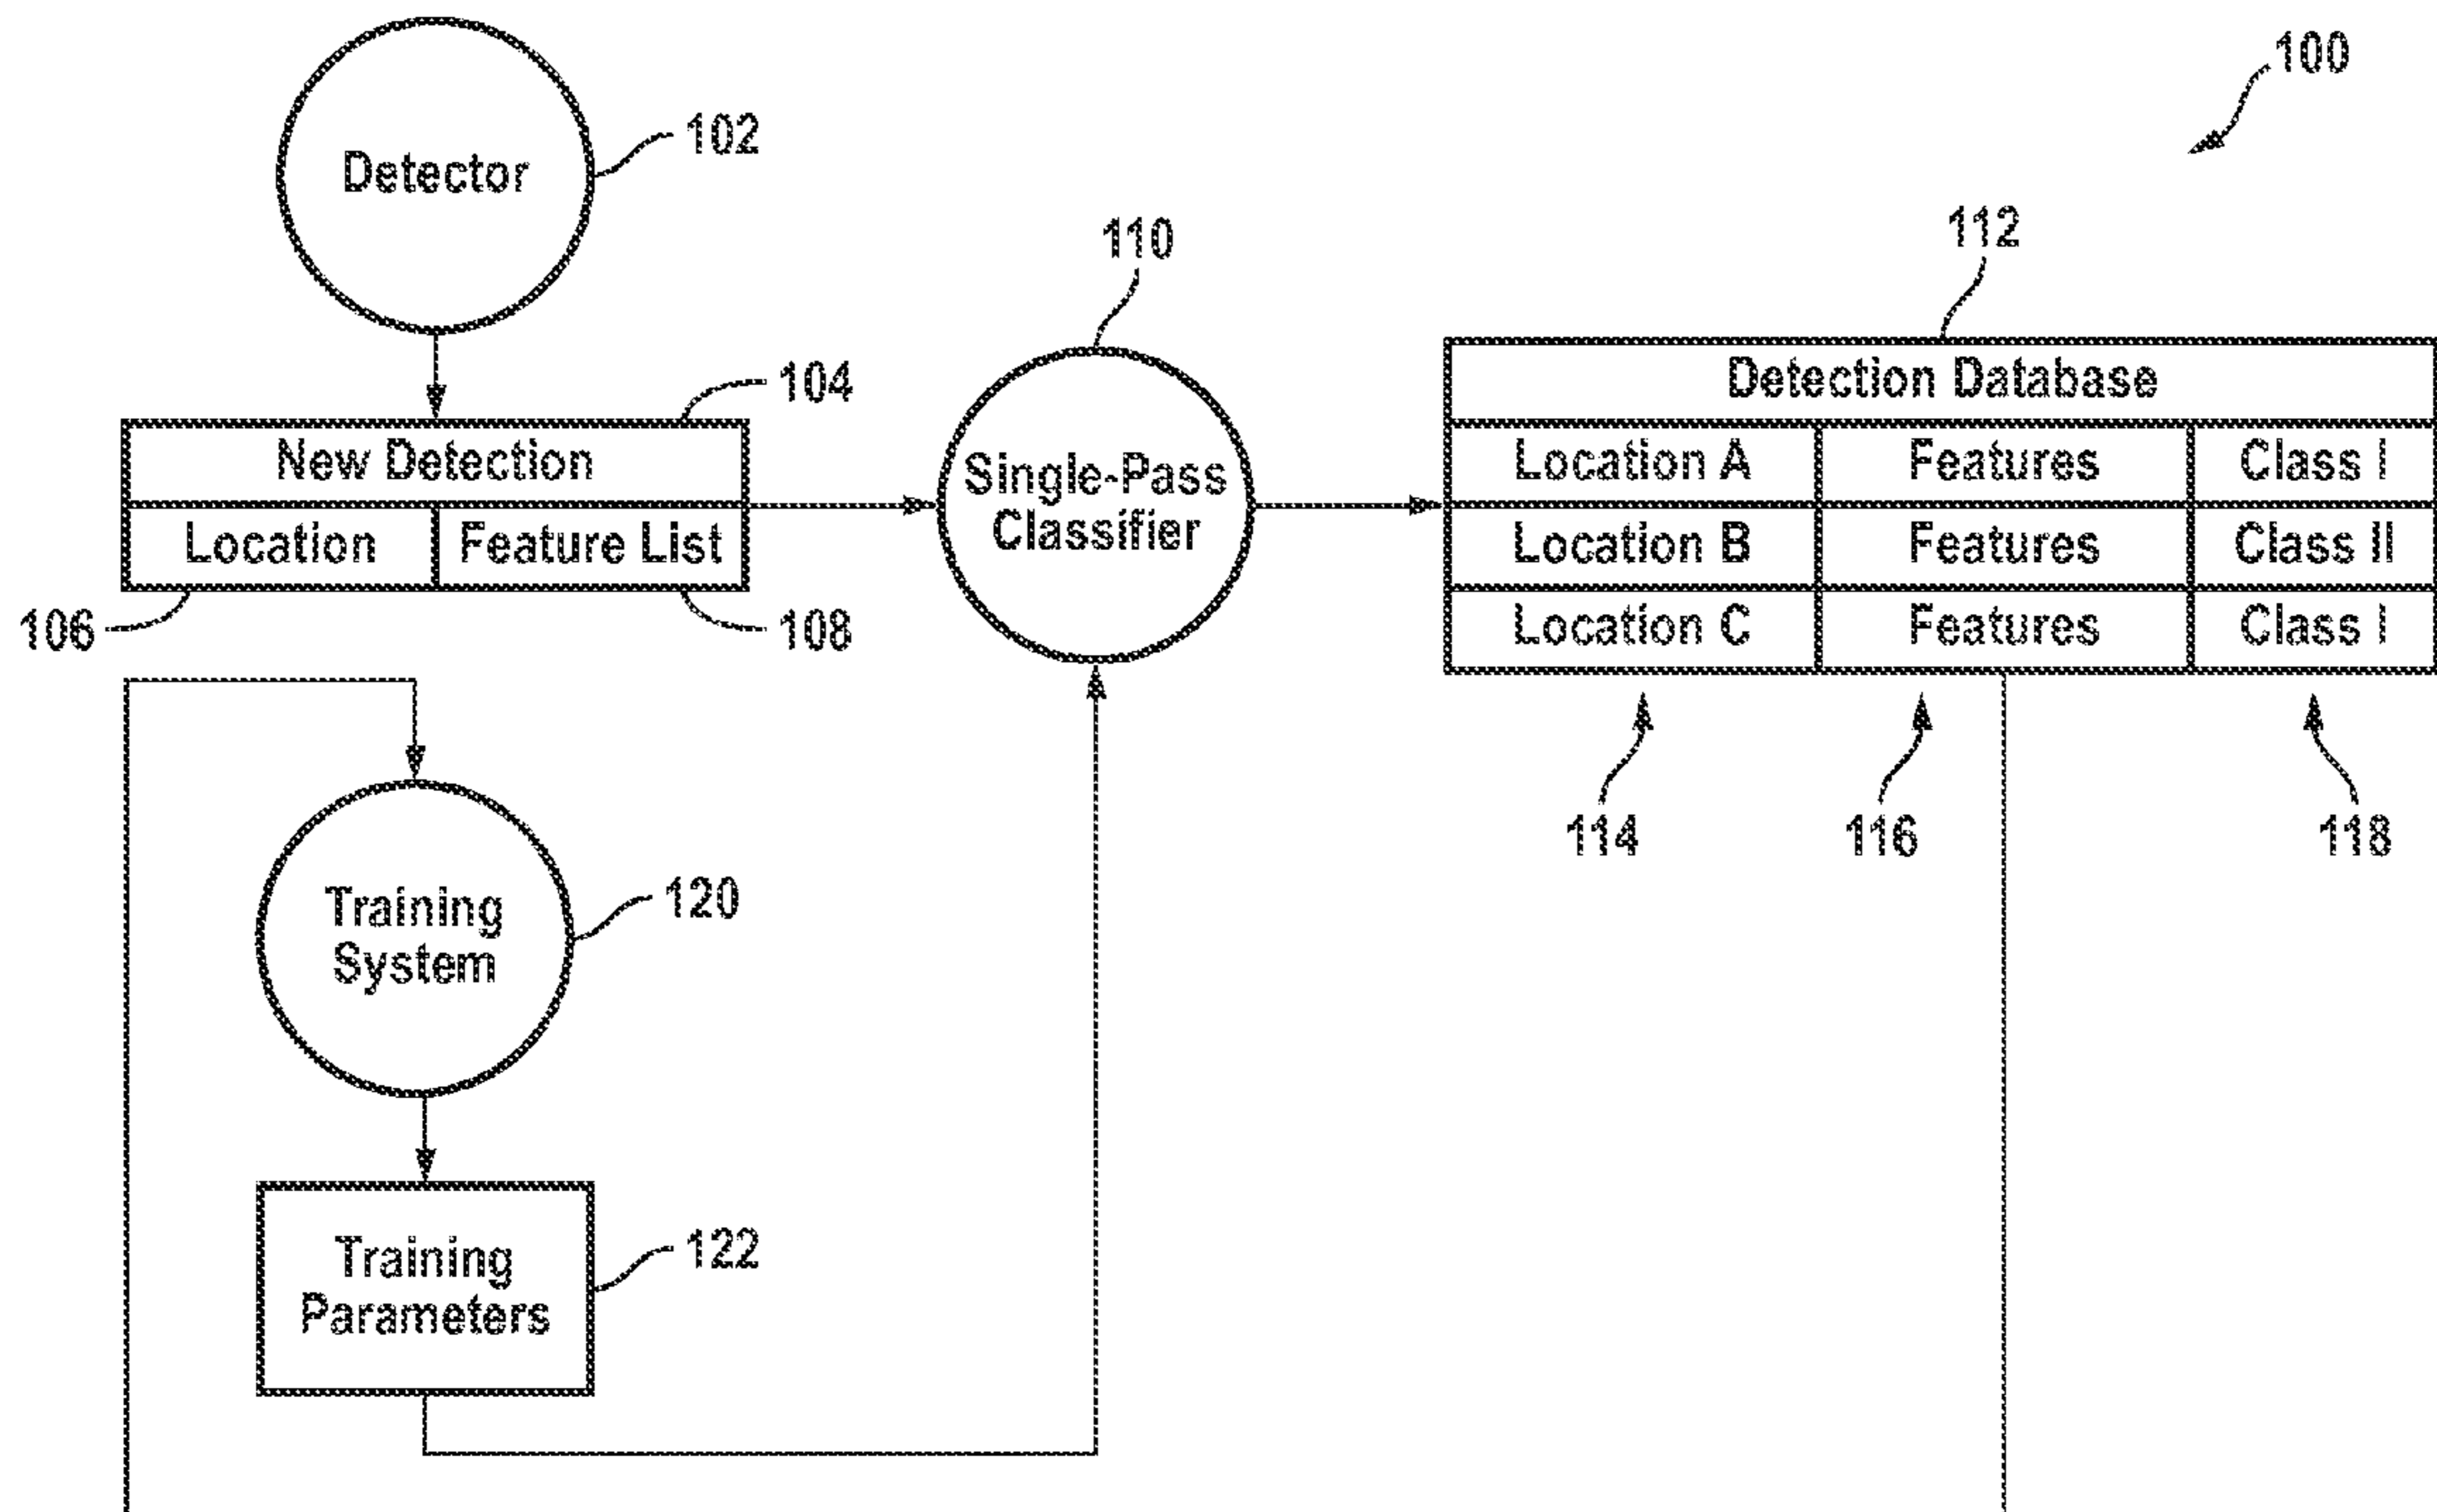 100
Detector
102
110
112
104
New Detection
Location
Feature List
106
108
Single-Pass
Classifier
Detection Database
Location A Features Class I
Location B Features Class II
Location C Features Class I
114
116
118
Training
System
120
Training
Parameters
122